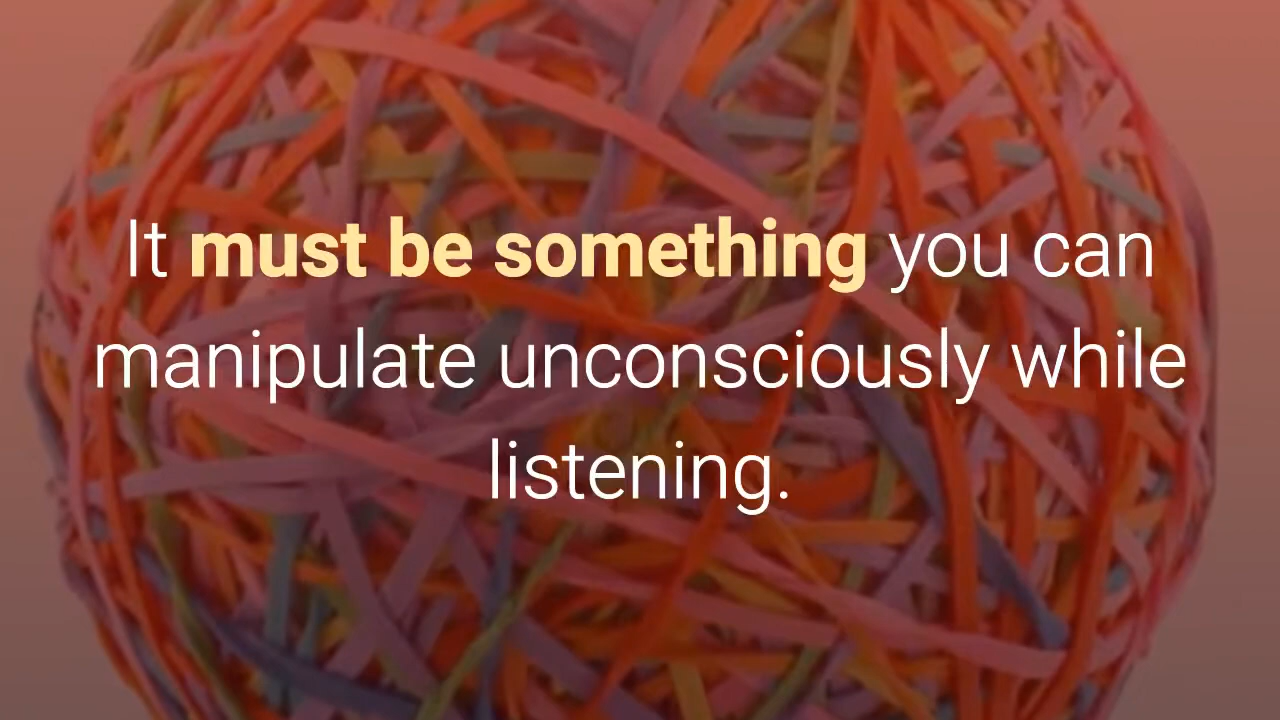 It must be something you can
manipulate unconsciously while
listening.